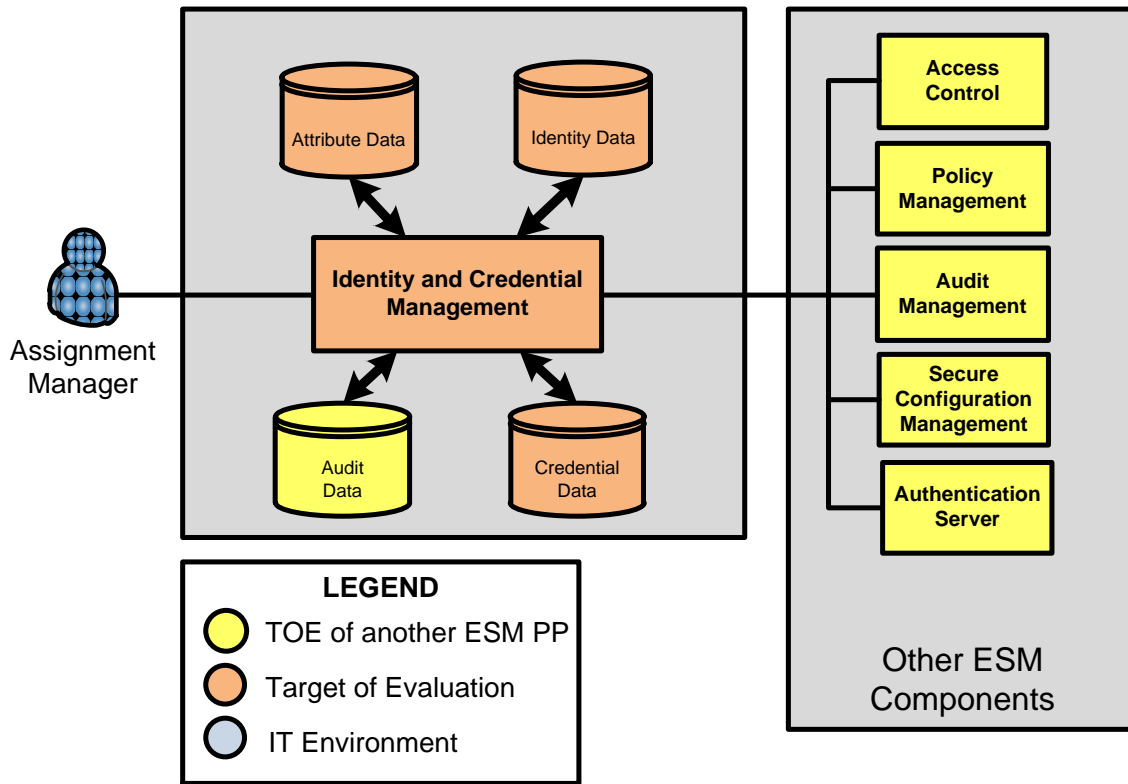 Attribute Data
Identity Data
Identity and Credential
Management
Audit
Data
Credential
Data
Assignment
Manager
Access
Control
Policy
Management
Audit
Management
Secure
Configuration
Management
Authentication
Server
Other ESM
Components
LEGEND
TOE of another ESM PP
Target of Evaluation
IT Environment